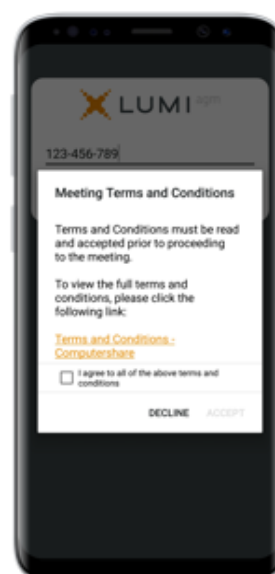 LUMI agm
123-456-789
Meeting Terms and Conditions
Terms and Conditions must be read
and accepted prior to proceeding
to the meeting.
To view the full terms and
conditions, please click the
following link:
Terms and Conditions -
Computershare
I agree to all of the above terms and
conditions
DECLINE ACCEPT